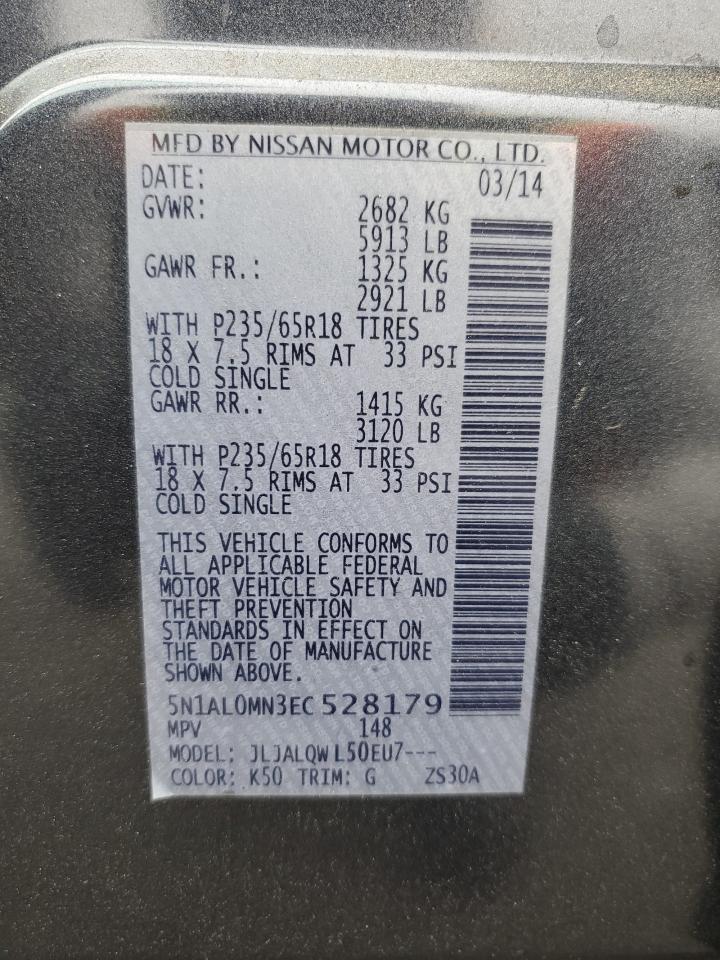 MFD BY NISSAN MOTOR CO., LTD.
DATE: 03/14
GVWR: 2682 KG
5913 LB
GAWR FR.: 1325 KG
2921 LB
WITH P235/65R18 TIRES
18 X 7.5 RIMS AT 33 PSI
COLD SINGLE
GAWR RR.: 1415 KG
3120 LB
WITH P235/65R18 TIRES
18 X 7.5 RIMS AT 33 PSI
COLD SINGLE
THIS VEHICLE CONFORMS TO
ALL APPLICABLE FEDERAL
MOTOR VEHICLE SAFETY AND
THEFT PREVENTION
STANDARDS IN EFFECT ON
THE DATE OF MANUFACTURE
SHOWN ABOVE.
5N1AL0MN3EC528179
MPV 148
MODEL: JLJALQWL50EU7---
COLOR: K50 TRIM: G ZS30A